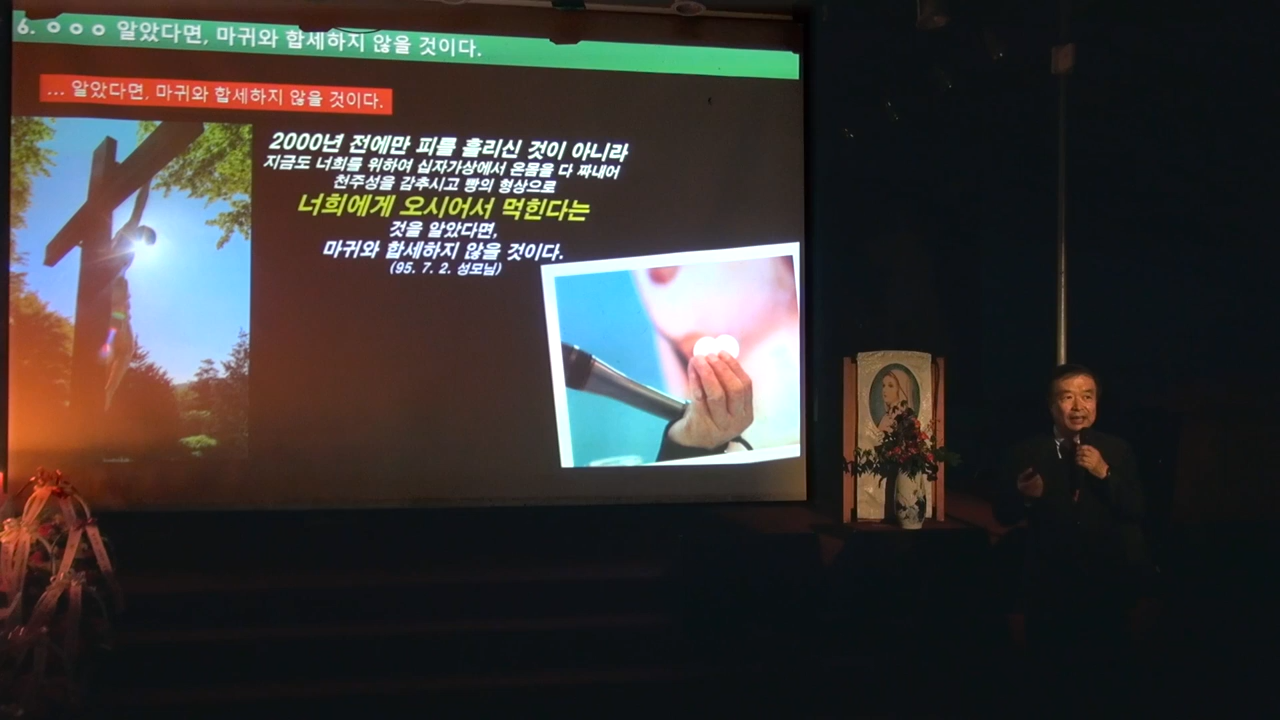 6. ㅇ ㅇ ㅇ 알았다면, 마귀와 합세하지 않을 것이다.
... 알았다면, 마귀와 합세하지 않을 것이다.
2000년 전에만 피를 흘리신 것이 아니라
지금도 너희를 위하여 십자가상에서 온몸을 다 짜내어
천주성을 감추시고 빵의 형상으로
너희에게 오시어서 먹힌다는
것을 알았다면,
마귀와 합세하지 않을 것이다.
(95. 7. 2. 성모님)